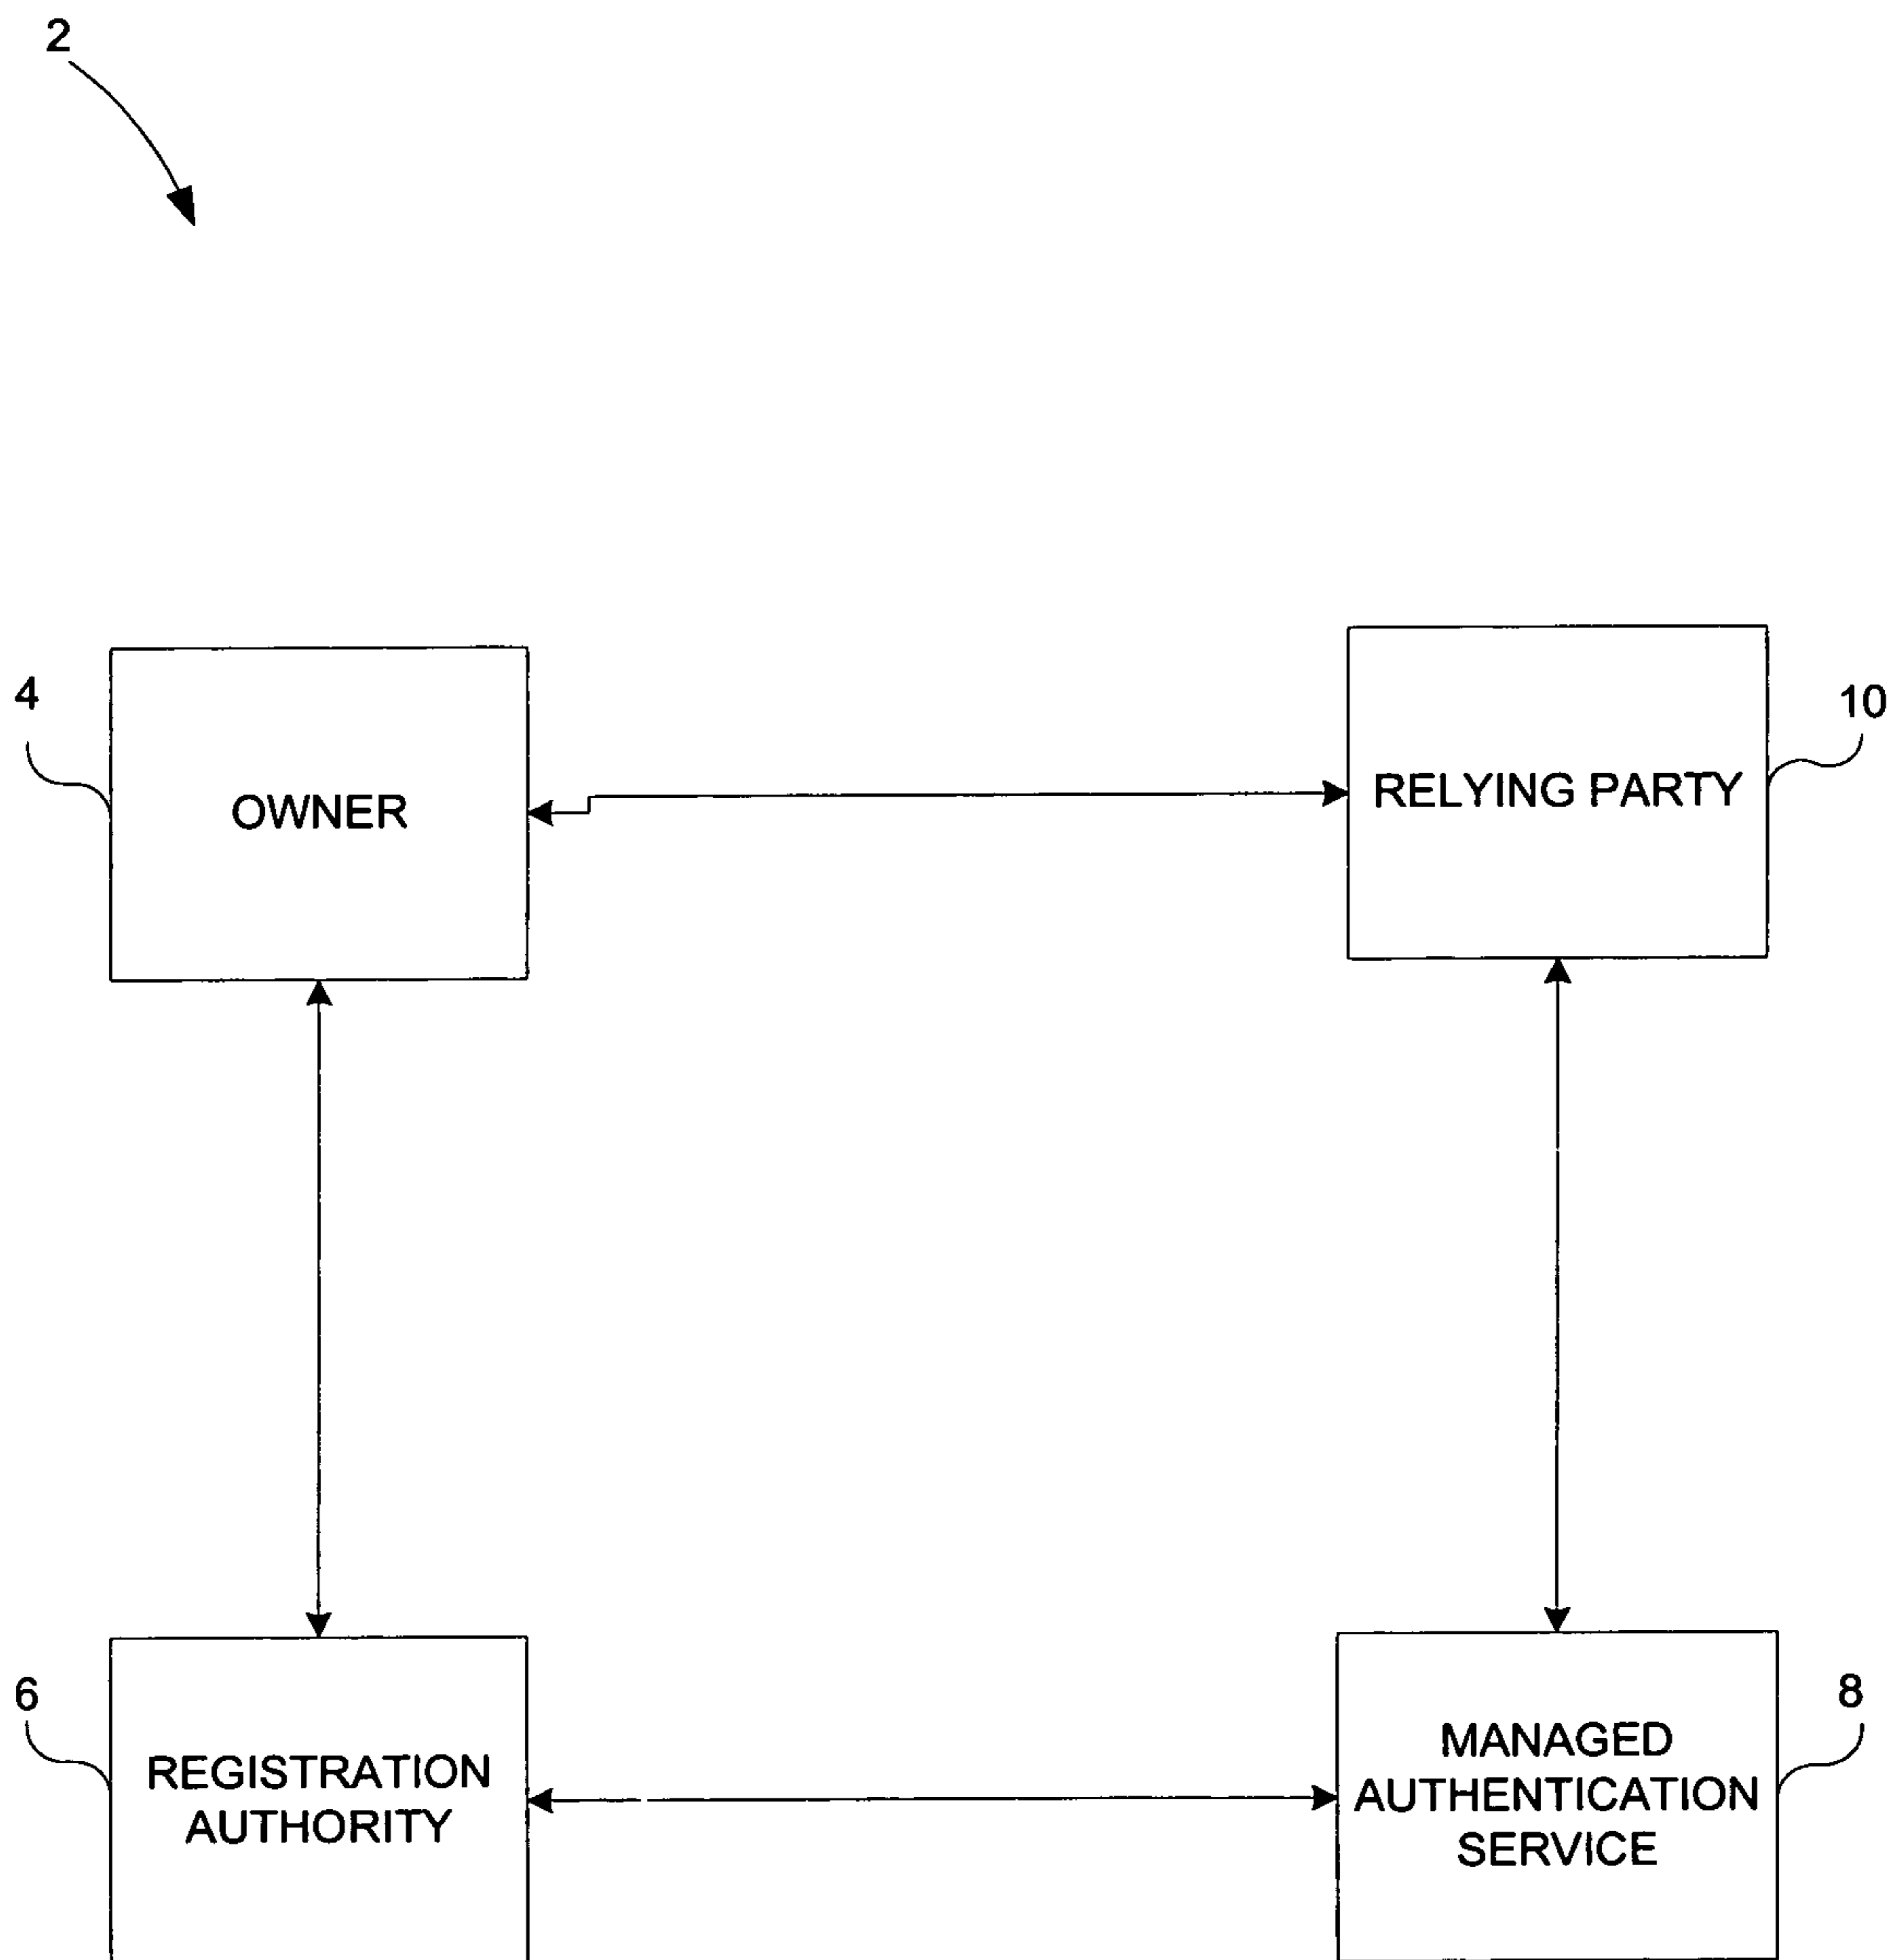 2
4
OWNER
RELYING PARTY
10
6
REGISTRATION
AUTHORITY
MANAGED
AUTHENTICATION
SERVICE
8